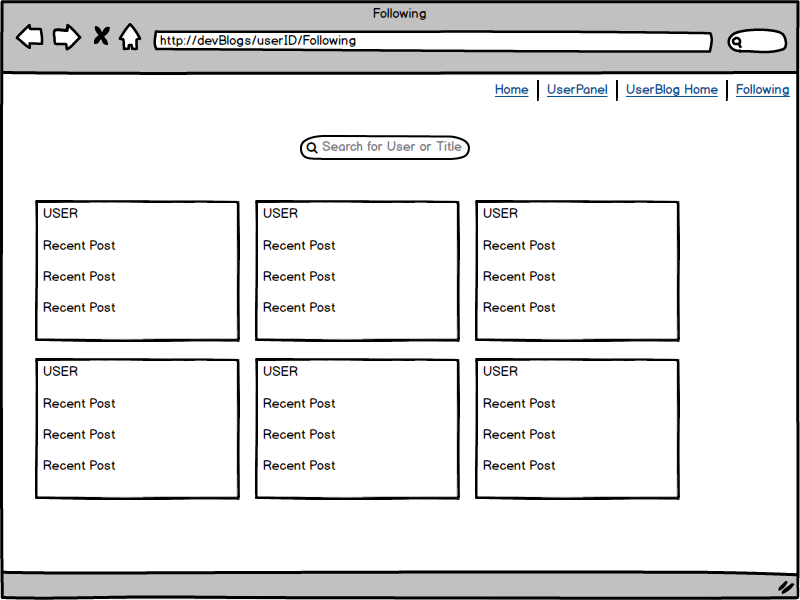 Following
http://devBlogs/userID/Following
Home UserPanel UserBlog Home Following
Search for User or Title
USER USER USER
Recent Post Recent Post Recent Post
Recent Post Recent Post Recent Post
Recent Post Recent Post Recent Post
USER USER USER
Recent Post Recent Post Recent Post
Recent Post Recent Post Recent Post
Recent Post Recent Post Recent Post